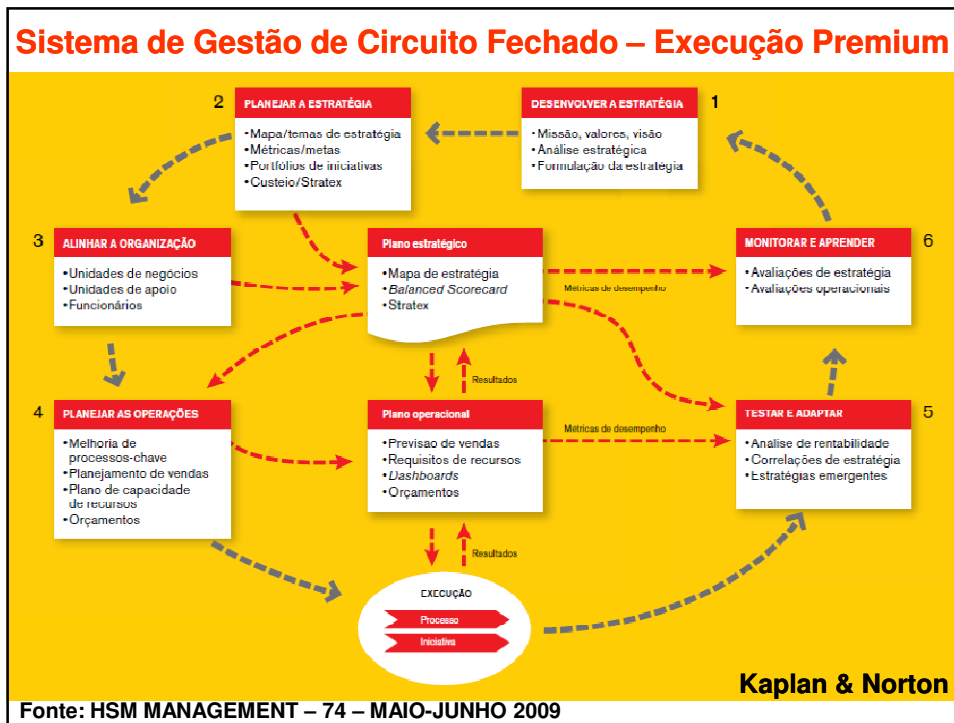 Sistema de Gestão de Circuito Fechado – Execução Premium
2
PLANEJAR A ESTRATÉGIA
•Mapa/temas de estratégia
•Métricas/metas
•Portfólios de iniciativas
•Custeio/Stratex
DESENVOLVER A ESTRATÉGIA
1
•Missão, valores, visão
•Análise estratégica
•Formulação da estratégia
3
ALINHAR A ORGANIZAÇÃO
•Unidades de negócios
•Unidades de apoio
•Funcionários
Plano estratégico
•Mapa de estratégia
•Balanced Scorecard
•Stratex
Métricas de desempenho
MONITORAR E APRENDER
6
•Avaliações de estratégia
•Avaliações operacionais
Resultados
4
PLANEJAR AS OPERAÇÕES
•Melhoria de
processos-chave
•Planejamento de vendas
•Plano de capacidade
de recursos
•Orçamentos
Plano operacional
•Previsão de vendas
•Requisitos de recursos
•Dashboards
•Orçamentos
Métricas de desempenho
TESTAR E ADAPTAR
5
•Análise de rentabilidade
•Correlações de estratégia
•Estratégias emergentes
Resultados
EXECUÇÃO
Processo
Iniciativa
Kaplan & Norton
Fonte: HSM MANAGEMENT – 74 – MAIO-JUNHO 2009